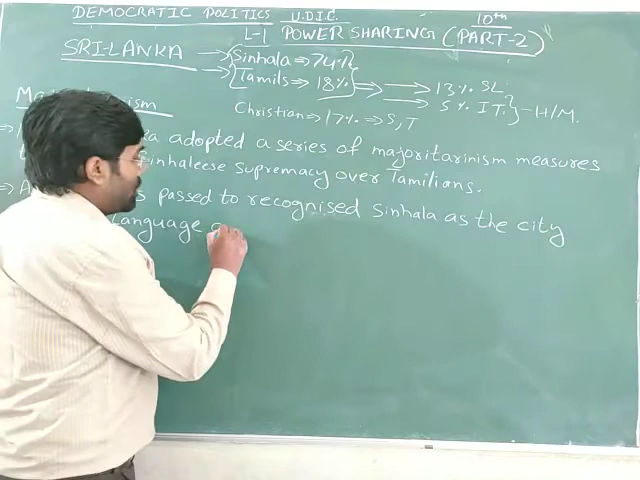 DEMOCRATIC POLITICS U.D.I.C. 10th
L-1 POWER SHARING (PART-2)
SRI-LANKA → Sinhala ⇒ 74%
→ Tamils ⇒ 18% → 13% SL.
→ 5% I.T. - H/M.
Christian ⇒ 7% ⇒ S,T
adopted a series of majoritarinism measures
Sinhaleese Supremacy over Tamilians.
⇒ A passed to recognised Sinhala as the city
Language